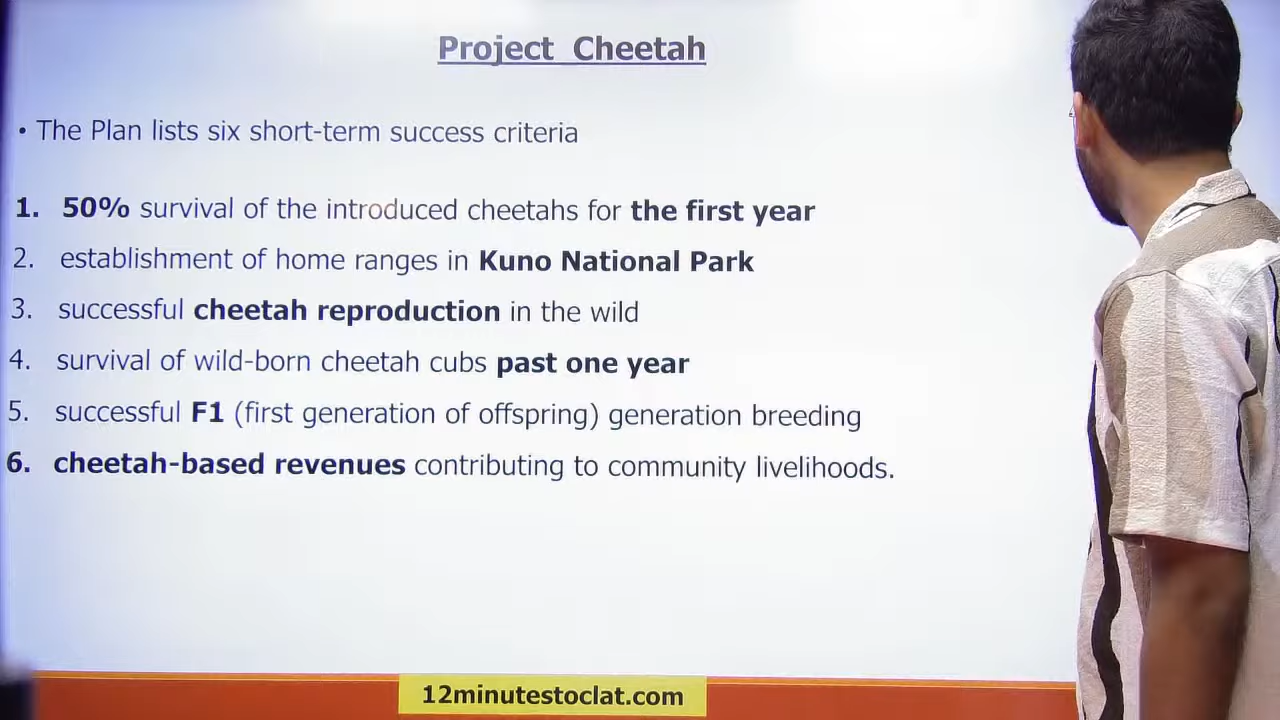 Project Cheetah
• The Plan lists six short-term success criteria
1. 50% survival of the introduced cheetahs for the first year
2. establishment of home ranges in Kuno National Park
3. successful cheetah reproduction in the wild
4. survival of wild-born cheetah cubs past one year
5. successful F1 (first generation of offspring) generation breeding
6. cheetah-based revenues contributing to community livelihoods.
12minutestoclat.com